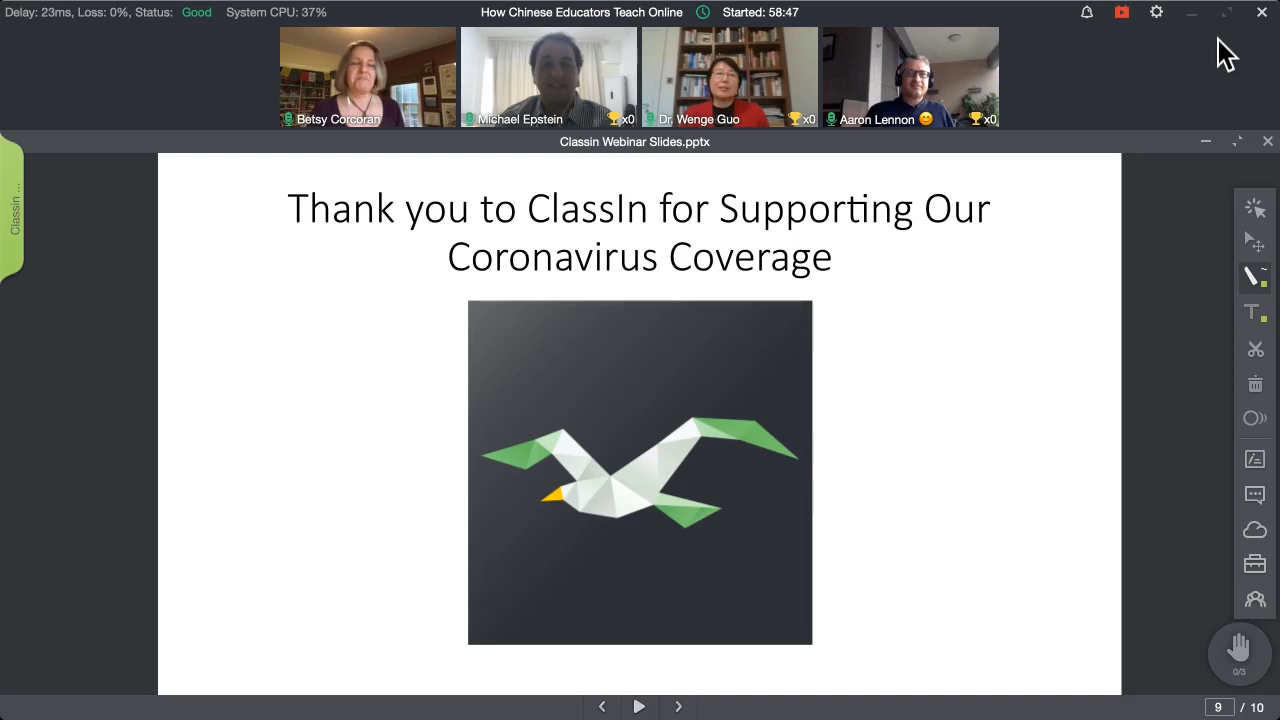 Delay: 23ms, Loss: 0%, Status: Good System CPU: 37%
How Chinese Educators Teach Online
Started: 58:47
Betsy Corcoran
Michael Epstein
x0
Dr. Wenge Guo
x0
Aaron Lennon 😊
x0
Classin Webinar Slides.pptx
Classin ...
Thank you to ClassIn for Supporting Our
Coronavirus Coverage
0/3
9 / 10